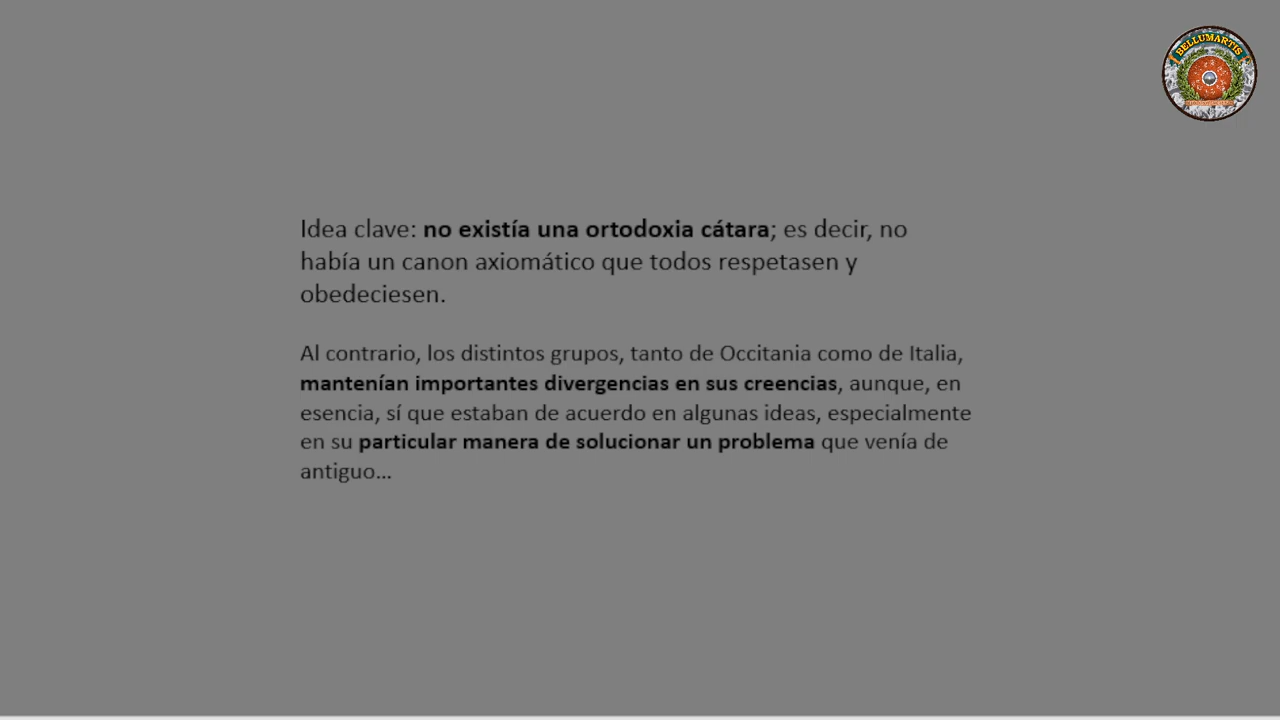 BELLUMARTIS
Idea clave: no existía una ortodoxia cátara; es decir, no
había un canon axiomático que todos respetasen y
obedeciesen.
Al contrario, los distintos grupos, tanto de Occitania como de Italia,
mantenían importantes divergencias en sus creencias, aunque, en
esencia, sí que estaban de acuerdo en algunas ideas, especialmente
en su particular manera de solucionar un problema que venía de
antiguo...